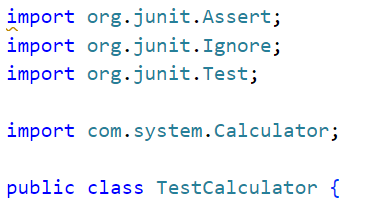 import org.junit.Assert;
import org.junit.Ignore;
import org.junit.Test;
import com.system.Calculator;
public class TestCalculator {